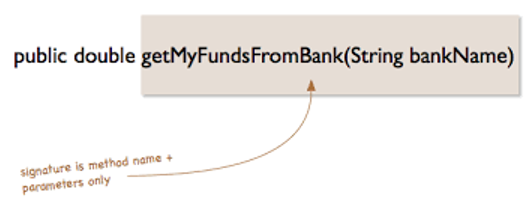 public double getMyFundsFromBank(String bankName)
signature is method name +
parameters only